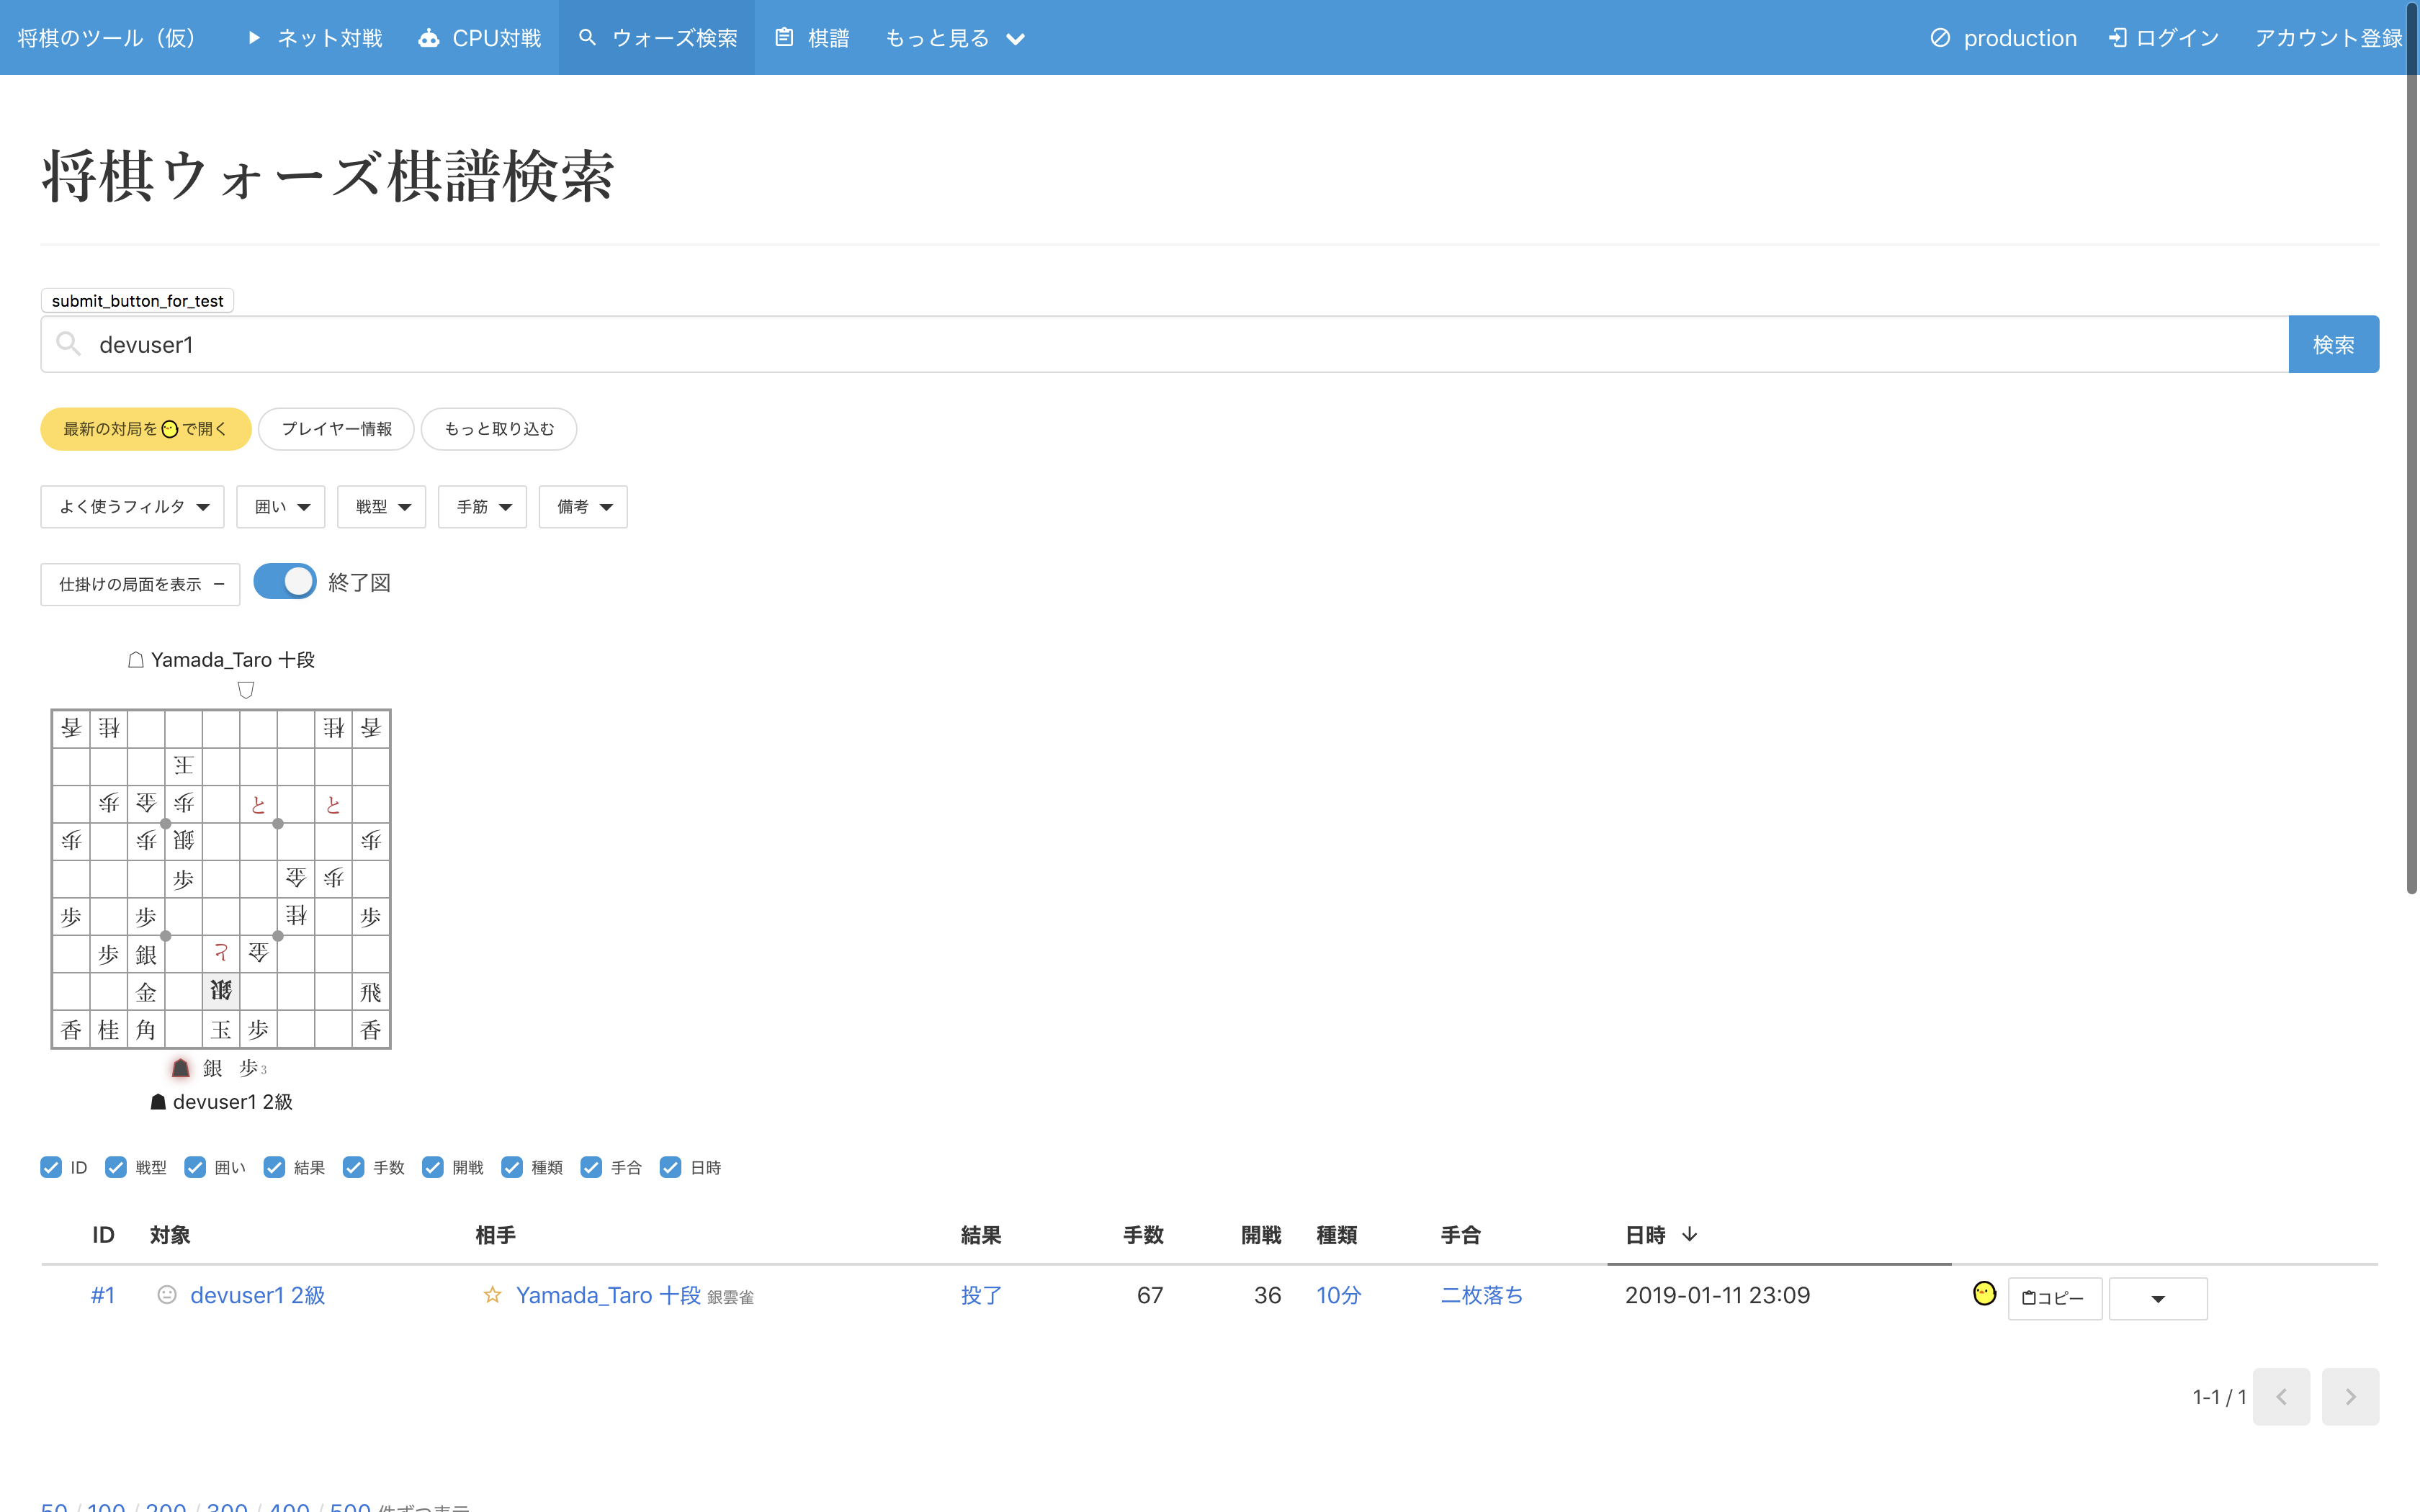 将棋のツール（仮） ネット対戦 CPU対戦 ウォーズ検索 棋譜 もっと見る production ログイン アカウント登録
将棋ウォーズ棋譜検索
submit_button_for_test
devuser1 検索
最新の対局をで開く プレイヤー情報 もっと取り込む
よく使うフィルタ 囲い 戦型 手筋 備考
仕掛けの局面を表示 終了図
Yamada_Taro 十段
香 桂 桂 香
王
歩 金 歩 と と
歩 歩 銀 歩
歩 金 歩
歩 歩 桂 歩
歩 銀 と 金
金 銀 飛
香 桂 角 玉 歩 香
銀 歩3
devuser1 2級
ID 戦型 囲い 結果 手数 開戦 種類 手合 日時
ID 対象 相手 結果 手数 開戦 種類 手合 日時
#1 devuser1 2級 Yamada_Taro 十段 銀雲雀 投了 67 36 10分 二枚落ち 2019-01-11 23:09 コピー
1-1 / 1
50 / 100 / 200 / 300 / 400 / 500 件ずつ表示